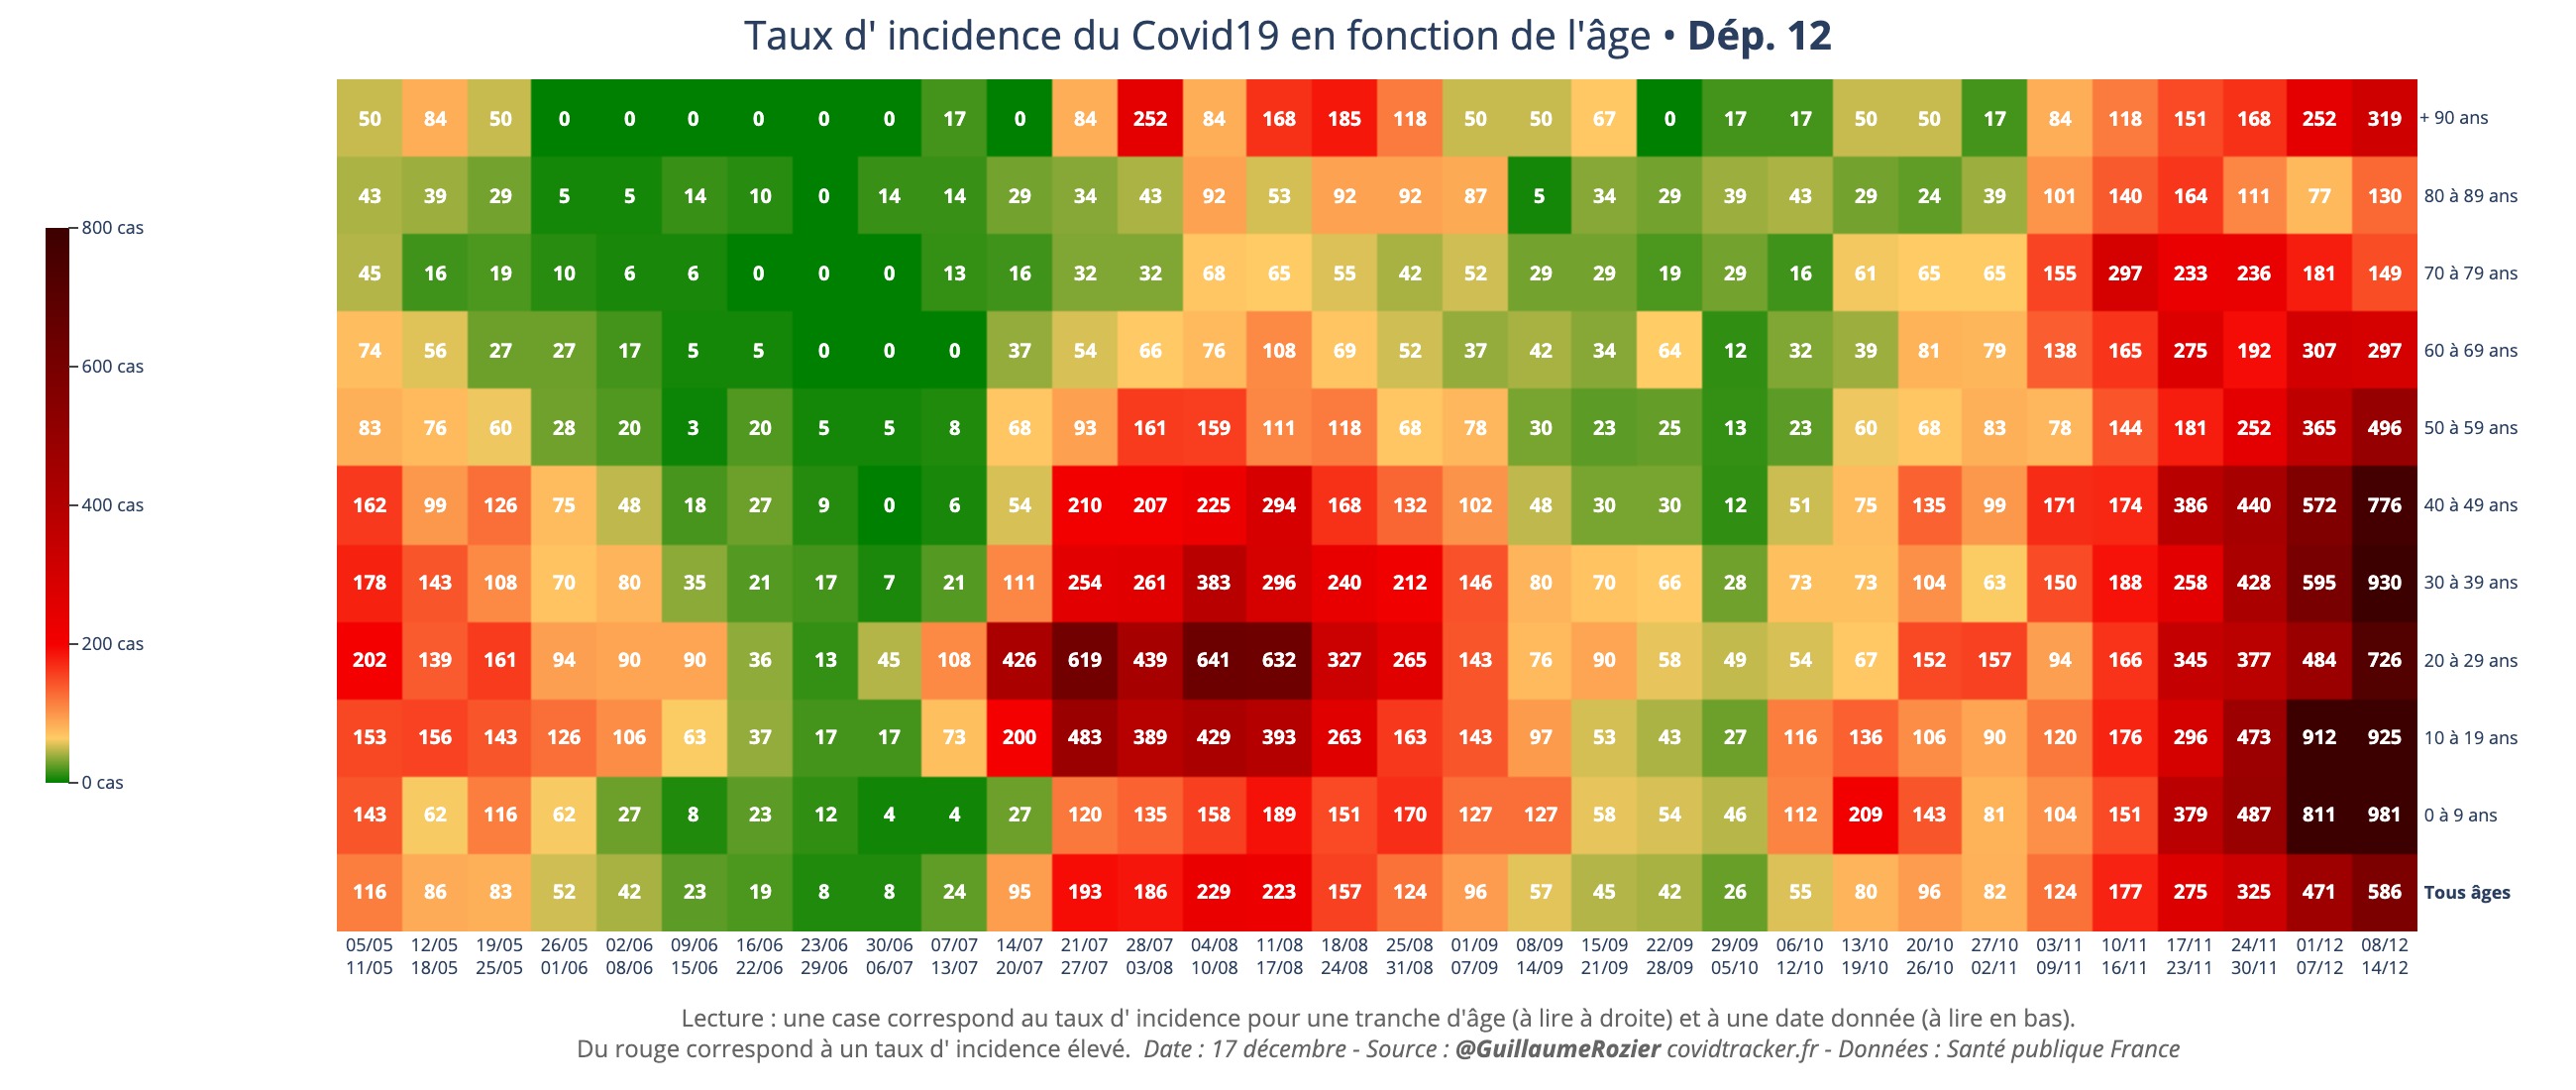 Taux d' incidence du Covid19 en fonction de l'âge • Dép. 12
50 84 50 0 0 0 0 0 0 17 0 84 252 84 168 185 118 50 50 67 0 17 17 50 50 17 84 118 151 168 252 319 + 90 ans
43 39 29 5 5 14 10 0 14 14 29 34 43 92 53 92 92 87 5 34 29 39 43 29 24 39 101 140 164 111 77 130 80 à 89 ans
800 cas
45 16 19 10 6 6 0 0 0 13 16 32 32 68 65 55 42 52 29 29 19 29 16 61 65 65 155 297 233 236 181 149 70 à 79 ans
74 56 27 27 17 5 5 0 0 0 37 54 66 76 108 69 52 37 42 34 64 12 32 39 81 79 138 165 275 192 307 297 60 à 69 ans
600 cas
83 76 60 28 20 3 20 5 5 8 68 93 161 159 111 118 68 78 30 23 25 13 23 60 68 83 78 144 181 252 365 496 50 à 59 ans
400 cas
162 99 126 75 48 18 27 9 0 6 54 210 207 225 294 168 132 102 48 30 30 12 51 75 135 99 171 174 386 440 572 776 40 à 49 ans
178 143 108 70 80 35 21 17 7 21 111 254 261 383 296 240 212 146 80 70 66 28 73 73 104 63 150 188 258 428 595 930 30 à 39 ans
200 cas
202 139 161 94 90 90 36 13 45 108 426 619 439 641 632 327 265 143 76 90 58 49 54 67 152 157 94 166 345 377 484 726 20 à 29 ans
153 156 143 126 106 63 37 17 17 73 200 483 389 429 393 263 163 143 97 53 43 27 116 136 106 90 120 176 296 473 912 925 10 à 19 ans
0 cas
143 62 116 62 27 8 23 12 4 4 27 120 135 158 189 151 170 127 127 58 54 46 112 209 143 81 104 151 379 487 811 981 0 à 9 ans
116 86 83 52 42 23 19 8 8 24 95 193 186 229 223 157 124 96 57 45 42 26 55 80 96 82 124 177 275 325 471 586 Tous âges
05/05 12/05 19/05 26/05 02/06 09/06 16/06 23/06 30/06 07/07 14/07 21/07 28/07 04/08 11/08 18/08 25/08 01/09 08/09 15/09 22/09 29/09 06/10 13/10 20/10 27/10 03/11 10/11 17/11 24/11 01/12 08/12
11/05 18/05 25/05 01/06 08/06 15/06 22/06 29/06 06/07 13/07 20/07 27/07 03/08 10/08 17/08 24/08 31/08 07/09 14/09 21/09 28/09 05/10 12/10 19/10 26/10 02/11 09/11 16/11 23/11 30/11 07/12 14/12
Lecture : une case correspond au taux d' incidence pour une tranche d'âge (à lire à droite) et à une date donnée (à lire en bas).
Du rouge correspond à un taux d' incidence élevé. Date : 17 décembre - Source : @GuillaumeRozier covidtracker.fr - Données : Santé publique France